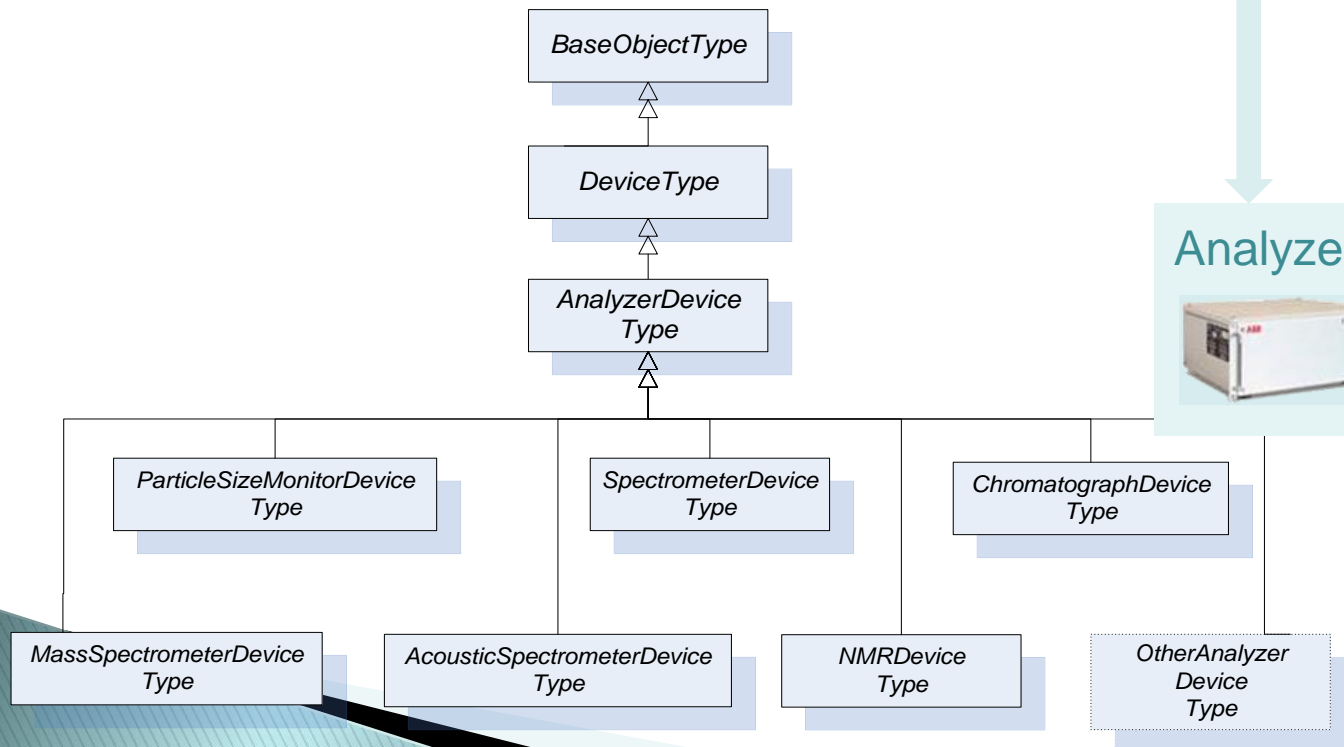 BaseObjectType
DeviceType
AnalyzerDevice
Type
Analyze
ABB
ParticleSizeMonitorDevice
Type
SpectrometerDevice
Type
ChromatographDevice
Type
MassSpectrometerDevice
Type
AcousticSpectrometerDevice
Type
NMRDevice
Type
OtherAnalyzer
Device
Type